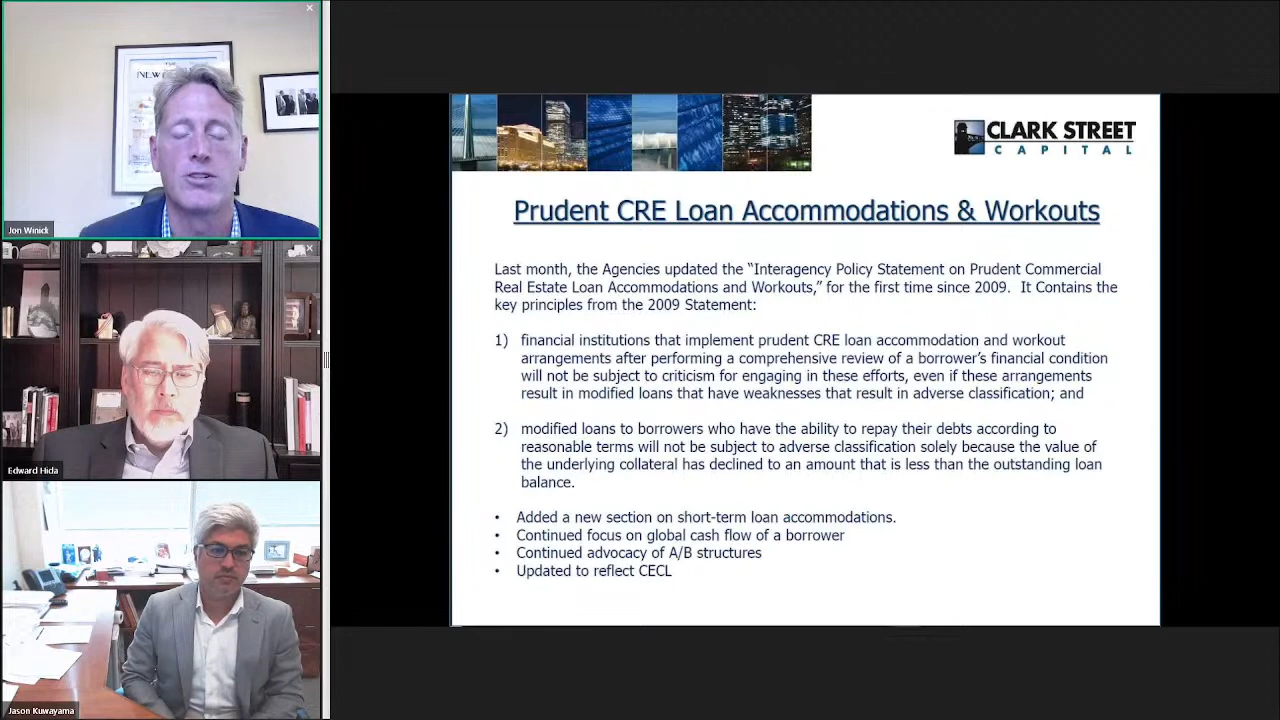 NEW
Jon Winick
Edward Hida
Jason Kuwayama
CLARK STREET
CAPITAL
Prudent CRE Loan Accommodations & Workouts
Last month, the Agencies updated the “Interagency Policy Statement on Prudent Commercial
Real Estate Loan Accommodations and Workouts,” for the first time since 2009. It Contains the
key principles from the 2009 Statement:
1) financial institutions that implement prudent CRE loan accommodation and workout
arrangements after performing a comprehensive review of a borrower’s financial condition
will not be subject to criticism for engaging in these efforts, even if these arrangements
result in modified loans that have weaknesses that result in adverse classification; and
2) modified loans to borrowers who have the ability to repay their debts according to
reasonable terms will not be subject to adverse classification solely because the value of
the underlying collateral has declined to an amount that is less than the outstanding loan
balance.
• Added a new section on short-term loan accommodations.
• Continued focus on global cash flow of a borrower
• Continued advocacy of A/B structures
• Updated to reflect CECL